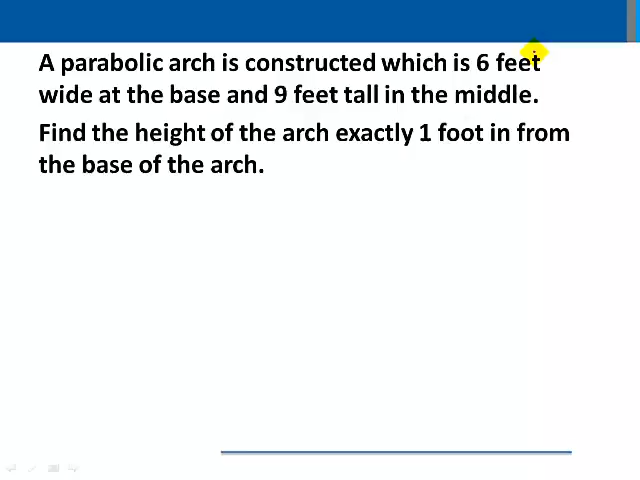 A parabolic arch is constructed which is 6 feet
wide at the base and 9 feet tall in the middle.
Find the height of the arch exactly 1 foot in from
the base of the arch.